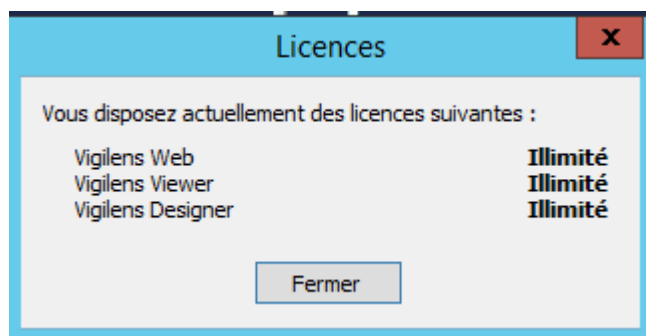 Licences
x
Vous disposez actuellement des licences suivantes :
Vigilens Web Illimité
Vigilens Viewer Illimité
Vigilens Designer Illimité
Fermer